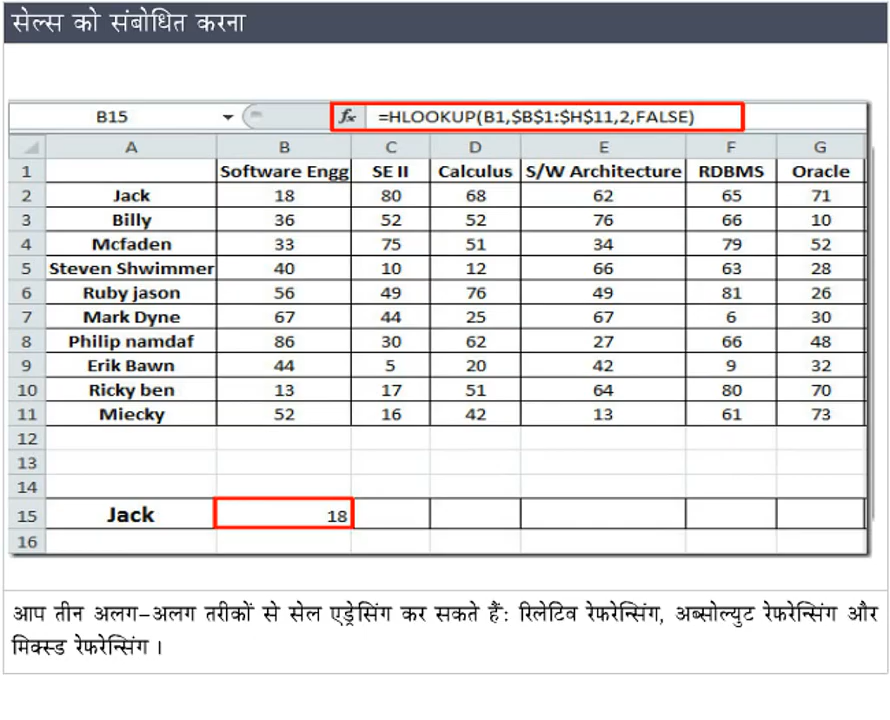 सेल्स को संबोधित करना
B15 fx =HLOOKUP(B1,$B$1:$H$11,2,FALSE)
A B C D E F G
1 Software Engg SE II Calculus S/W Architecture RDBMS Oracle
2 Jack 18 80 68 62 65 71
3 Billy 36 52 52 76 66 10
4 Mcfaden 33 75 51 34 79 52
5 Steven Shwimmer 40 10 12 66 63 28
6 Ruby jason 56 49 76 49 81 26
7 Mark Dyne 67 44 25 67 6 30
8 Philip namdaf 86 30 62 27 66 48
9 Erik Bawn 44 5 20 42 9 32
10 Ricky ben 13 17 51 64 80 70
11 Miecky 52 16 42 13 61 73
12
13
14
15 Jack 18
16
आप तीन अलग-अलग तरीकों से सेल एड्रेसिंग कर सकते हैं: रिलेटिव रेफरेन्सिंग, अब्सोल्युट रेफरेन्सिंग और
मिक्स्ड रेफरेन्सिंग ।